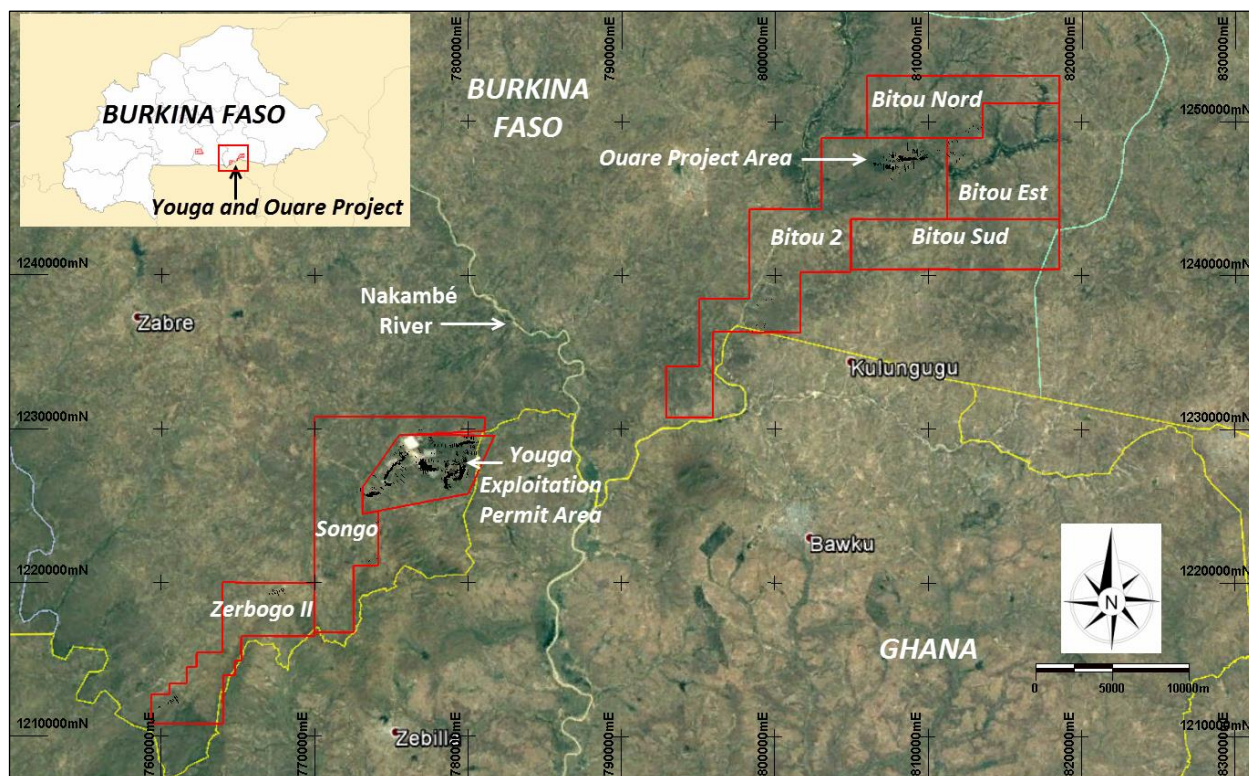 BURKINA FASO
Youga and Ouare Project
780000mE
790000mE
800000mE
810000mE
820000mE
BURKINA
FASO
Bitou Nord
1250000mN
1250000mN
Ouare Project Area
Bitou Est
Bitou 2
Bitou Sud
1240000mN
1240000mN
Nakambé
River
Zabre
Kulungugu
1230000mN
1230000mN
Youga
Exploitation
Permit Area
Songo
Bawku
1220000mN
1220000mN
Zerbogo II
N
GHANA
0
5000
10000m
1210000mN
1210000mN
Zebilla
760000mE
770000mE
780000mE
790000mE
800000mE
810000mE
820000mE
830000mE